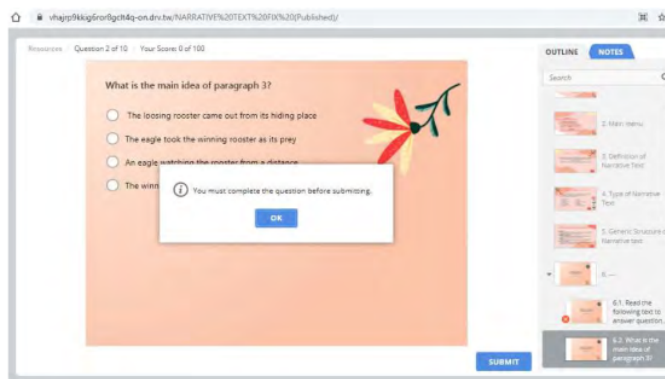 vhajrp9kkig6ror8gclt4q-on.drv.tw/NARRATIVE%20TEXT%20FIX%20(Published)/
Resources Question 2 of 10 Your Score: 0 of 100
What is the main idea of paragraph 3?
The loosing rooster came out from its hiding place
The eagle took the winning rooster as its prey
An eagle watching the rooster from a distance
The winn
You must complete the question before submitting.
OK
SUBMIT
OUTLINE NOTES
Search
2. Main menu
3. Definition of
Narrative Text
4. Type of Narrative
Text
5. Generic Structure of
Narrative text
6. —
6.1. Read the
following text to
answer question...
6.2. What is the
main idea of
paragraph 3?